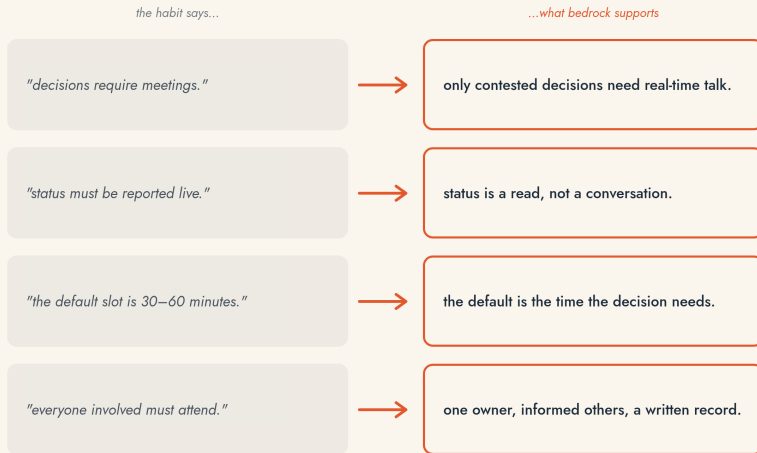 the habit says...
...what bedrock supports
"decisions require meetings."
only contested decisions need real-time talk.
"status must be reported live."
status is a read, not a conversation.
"the default slot is 30–60 minutes."
the default is the time the decision needs.
"everyone involved must attend."
one owner, informed others, a written record.